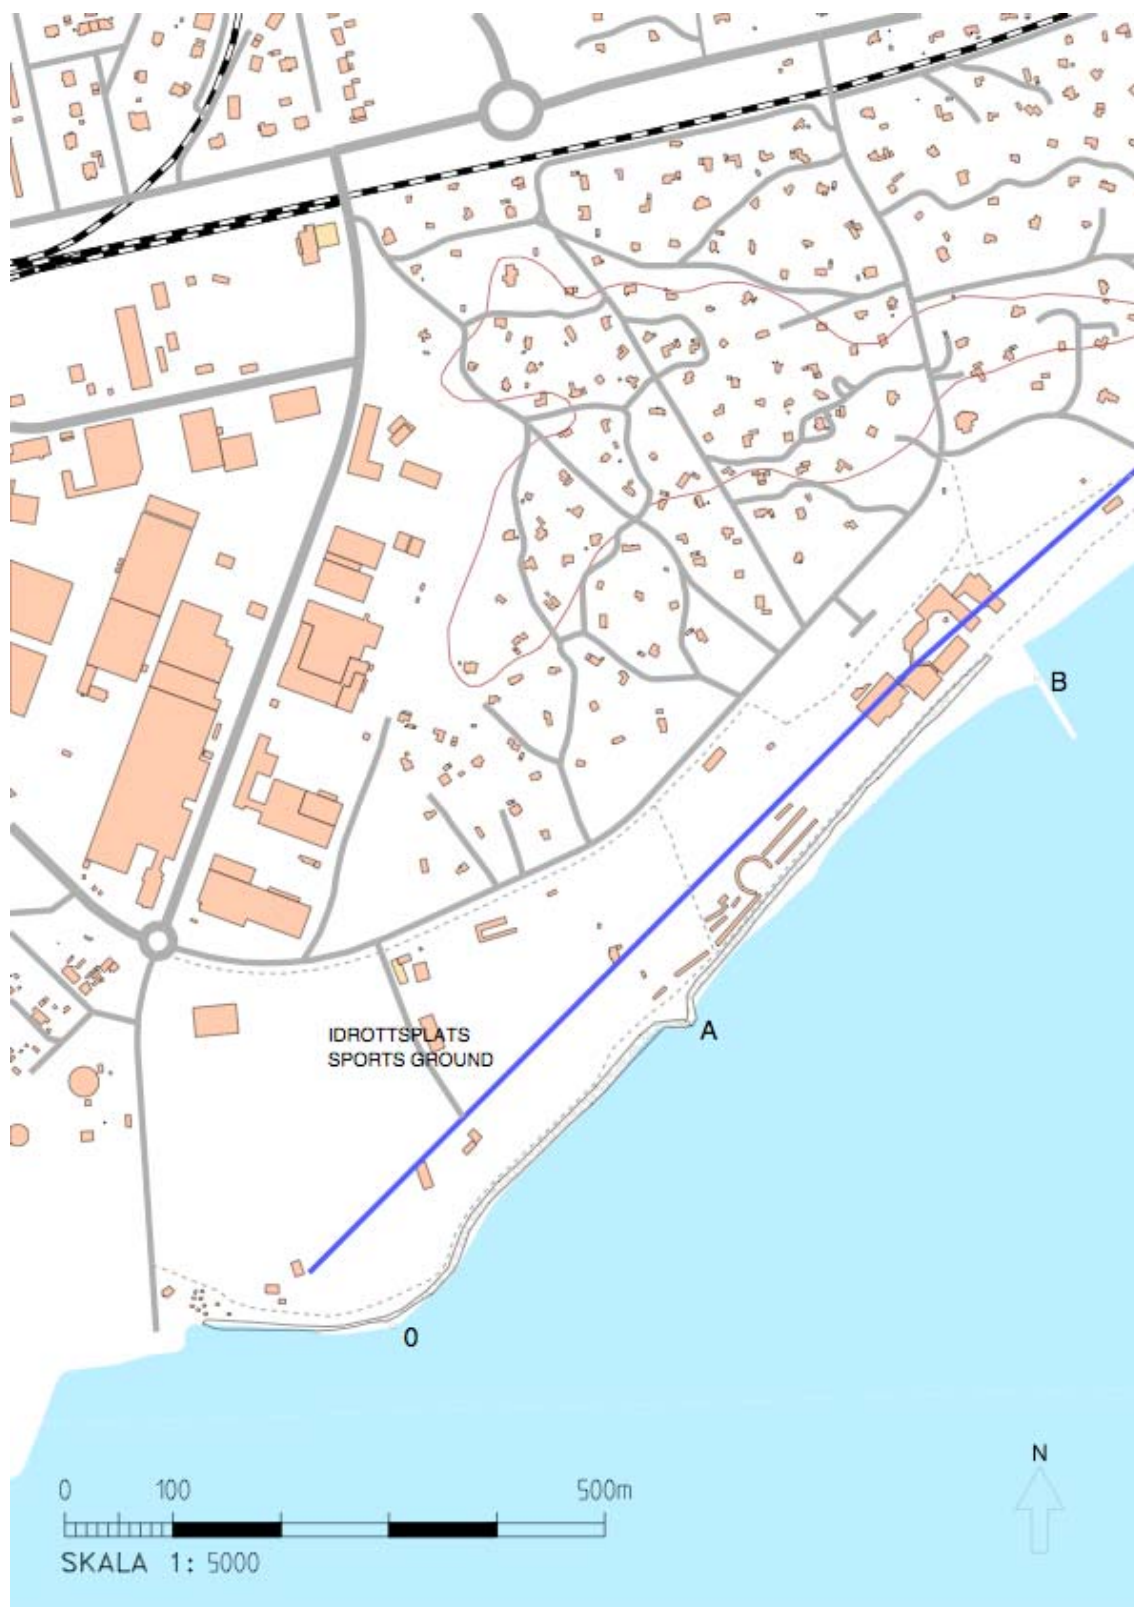 B
IDROTTSPLATS
SPORTS GROUND
A
0
N
0 100 500m
SKALA 1: 5000